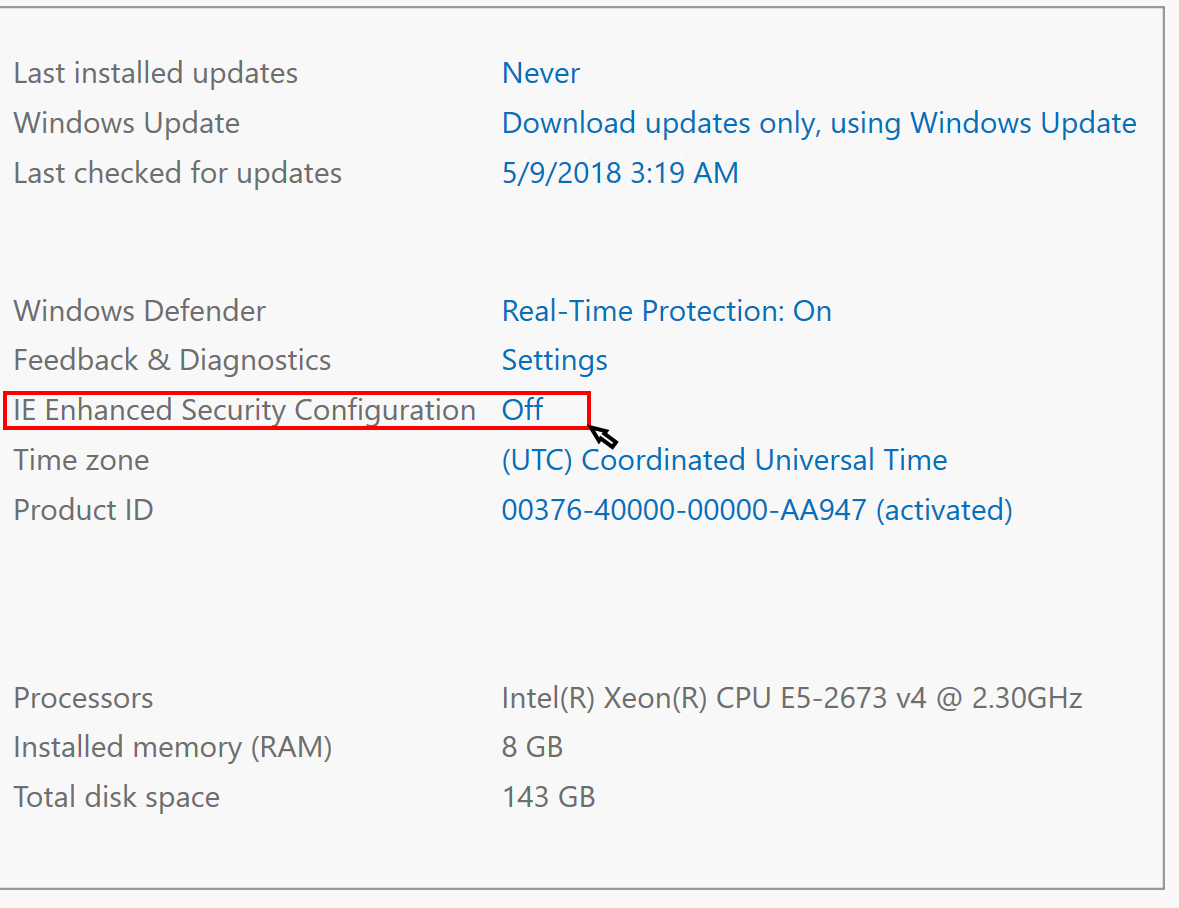 Last installed updates Never
Windows Update Download updates only, using Windows Update
Last checked for updates 5/9/2018 3:19 AM
Windows Defender Real-Time Protection: On
Feedback & Diagnostics Settings
IE Enhanced Security Configuration Off
Time zone (UTC) Coordinated Universal Time
Product ID 00376-40000-00000-AA947 (activated)
Processors Intel(R) Xeon(R) CPU E5-2673 v4 @ 2.30GHz
Installed memory (RAM) 8 GB
Total disk space 143 GB